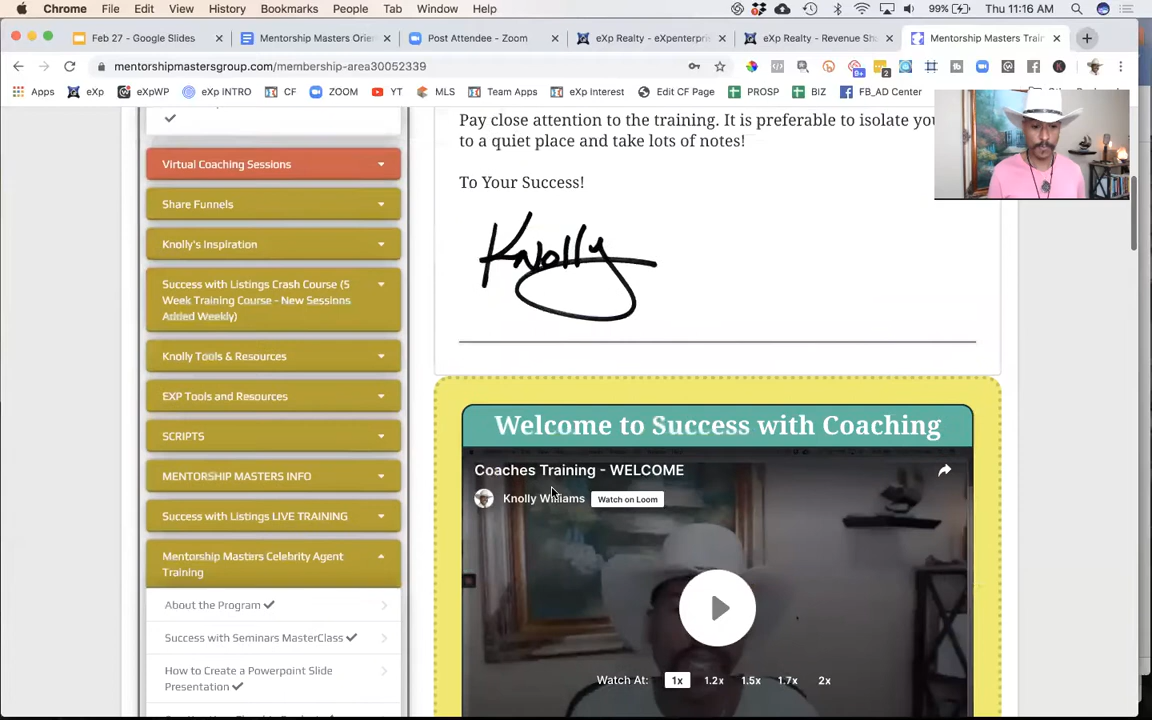 Chrome File Edit View History Bookmarks People Tab Window Help 99% Thu 11:16 AM
Feb 27 - Google Slides
Mentorship Masters Orie
Post Attendee - Zoom
eXp Realty - eXpenterpri
eXp Realty - Revenue Sha
Mentorship Masters Train
mentorshipmastersgroup.com/membership-area30052339
Apps eXp eXpWP eXp INTRO CF ZOOM YT MLS Team Apps eXp Interest Edit CF Page PROSP BIZ FB_AD Center
Virtual Coaching Sessions
Share Funnels
Knolly's Inspiration
Success with Listings Crash Course (5
Week Training Course - New Sessions
Added Weekly)
Knolly Tools & Resources
EXP Tools and Resources
SCRIPTS
MENTORSHIP MASTERS INFO
Success with Listings LIVE TRAINING
Mentorship Masters Celebrity Agent
Training
About the Program
Success with Seminars MasterClass
How to Create a Powerpoint Slide
Presentation
Pay close attention to the training. It is preferable to isolate
to a quiet place and take lots of notes!
To Your Success!
Knolly
Welcome to Success with Coaching
Coaches Training - WELCOME
Knolly Williams Watch on Loom
Watch At: 1x 1.2x 1.5x 1.7x 2x